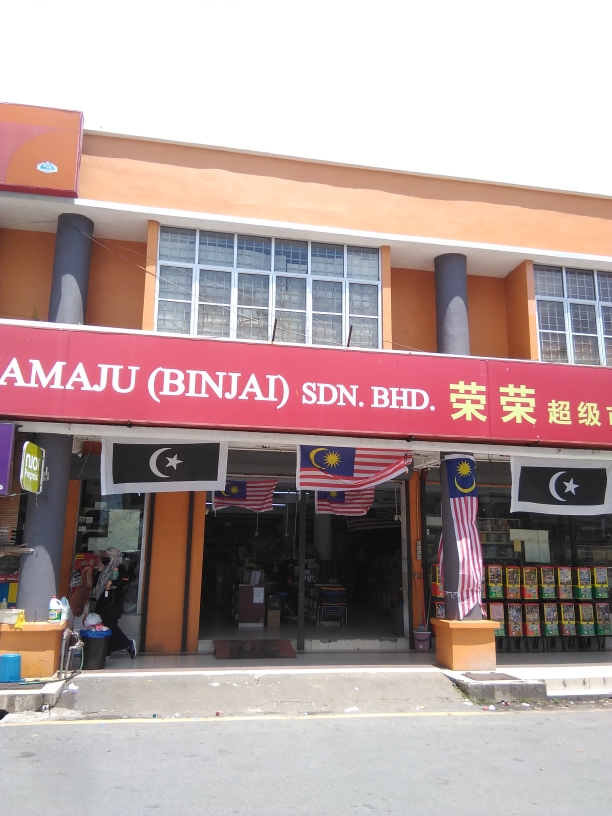 AMAJU (BINJAI) SDN. BHD. 荣荣 超级